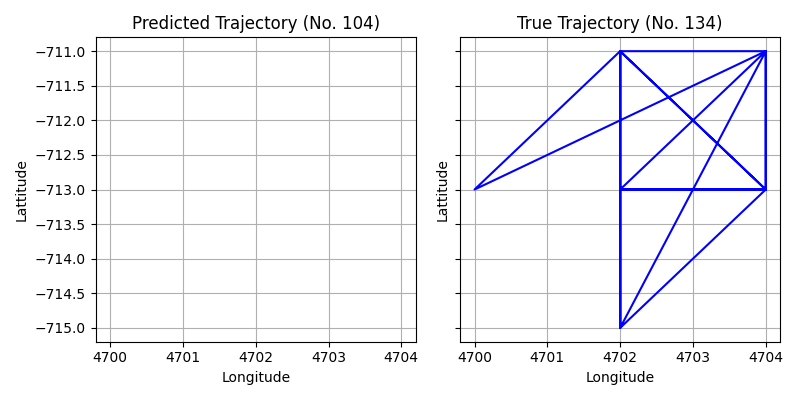 Predicted Trajectory (No. 104)
True Trajectory (No. 134)
−711.0
−711.5
−712.0
−712.5
−713.0
−713.5
−714.0
−714.5
−715.0
Lattitude
Lattitude
4700 4701 4702 4703 4704
4700 4701 4702 4703 4704
Longitude
Longitude